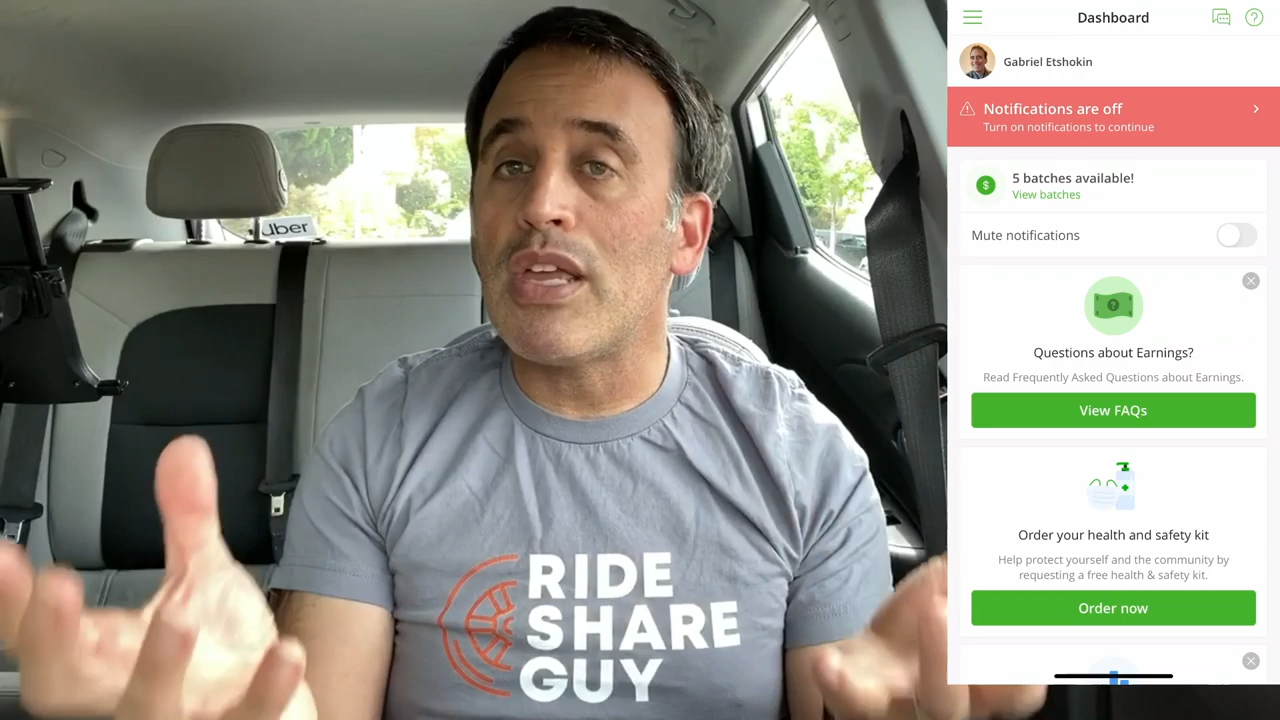 Uber
RIDE
SHARE
GUY
Dashboard
Gabriel Etshokin
Notifications are off
Turn on notifications to continue
$
5 batches available!
View batches
Mute notifications
?
Questions about Earnings?
Read Frequently Asked Questions about Earnings.
View FAQs
Order your health and safety kit
Help protect yourself and the community by
requesting a free health & safety kit.
Order now